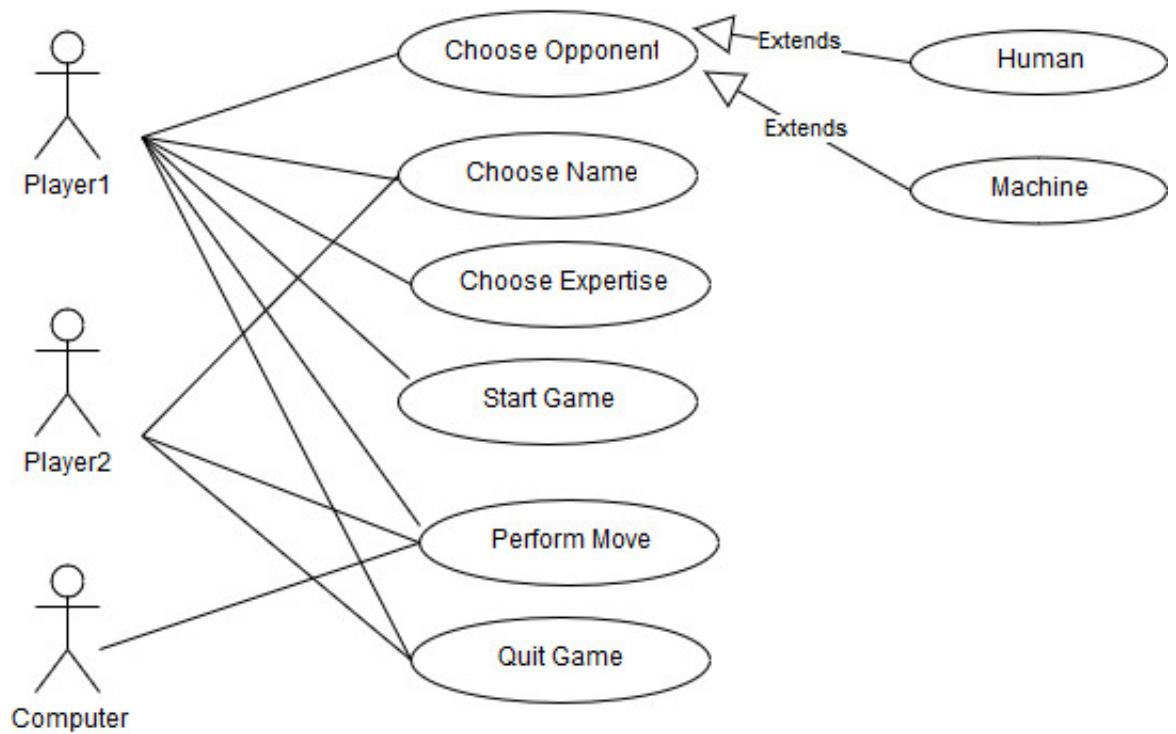 Choose Opponent
Extends
Human
Extends
Machine
Player1
Choose Name
Choose Expertise
Start Game
Player2
Perform Move
Quit Game
Computer